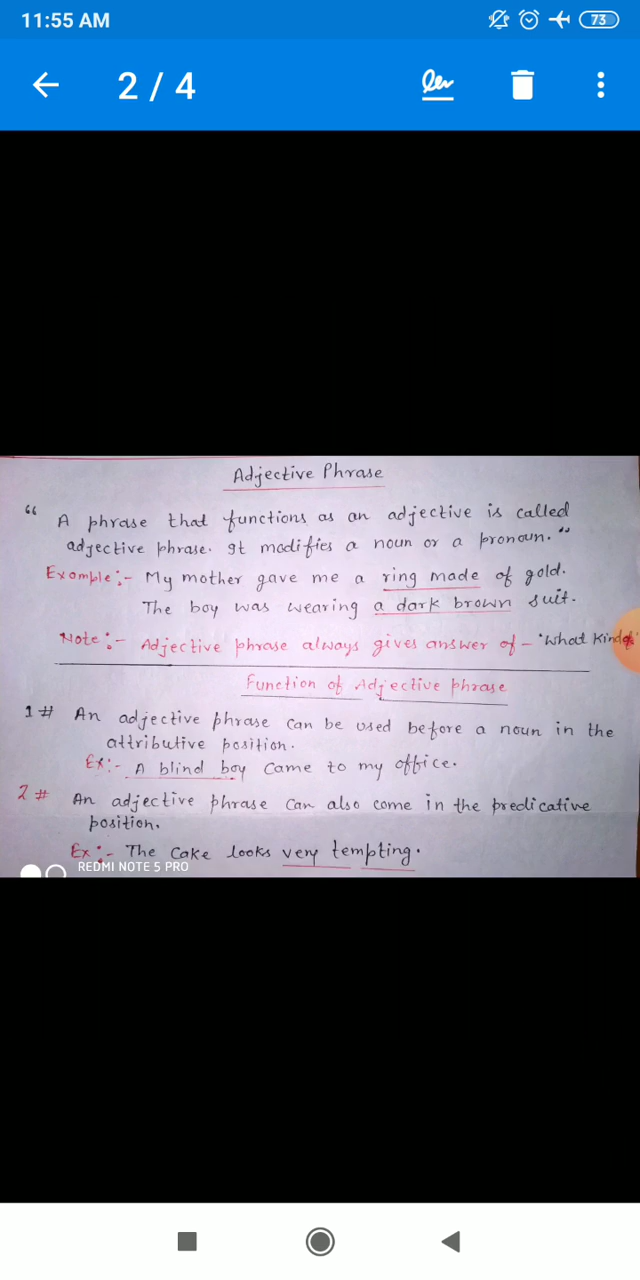 11:55 AM
73
2 / 4
Adjective Phrase
“ A phrase that functions as an adjective is called
adjective phrase. It modifies a noun or a pronoun.”
Example:- My mother gave me a ring made of gold.
The boy was wearing a dark brown suit.
Note:- Adjective phrase always gives answer of - 'What Kind of'
Function of Adjective phrase
1# An adjective phrase can be used before a noun in the
attributive position.
Ex:- A blind boy came to my office.
2# An adjective phrase can also come in the predicative
position.
Ex:- The Cake looks very tempting.
REDMI NOTE 5 PRO